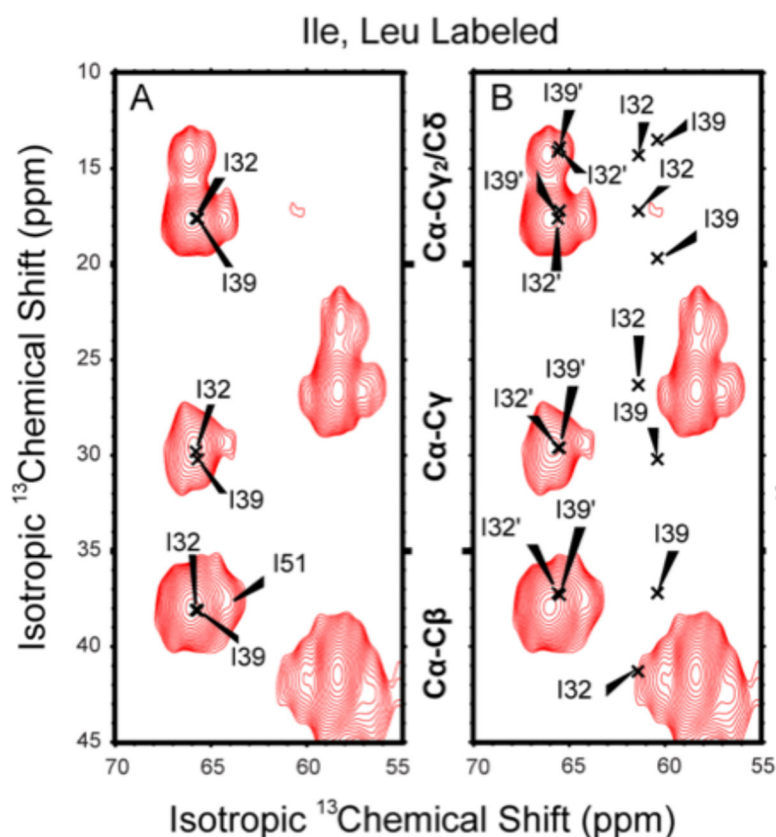 Ile, Leu Labeled
A
B
10
15
20
25
30
35
40
45
Isotropic ¹³Chemical Shift (ppm)
I32
I39
I32
I39
I32
I51
I39
Cα-Cγ₂/Cδ
Cα-Cγ
Cα-Cβ
I39'
I32
I39
I39'
I32'
I32
I32'
I39
I32
I32'
I39'
I39
I32'
I39'
I39
I32
70 65 60 55
70 65 60 55
Isotropic ¹³Chemical Shift (ppm)